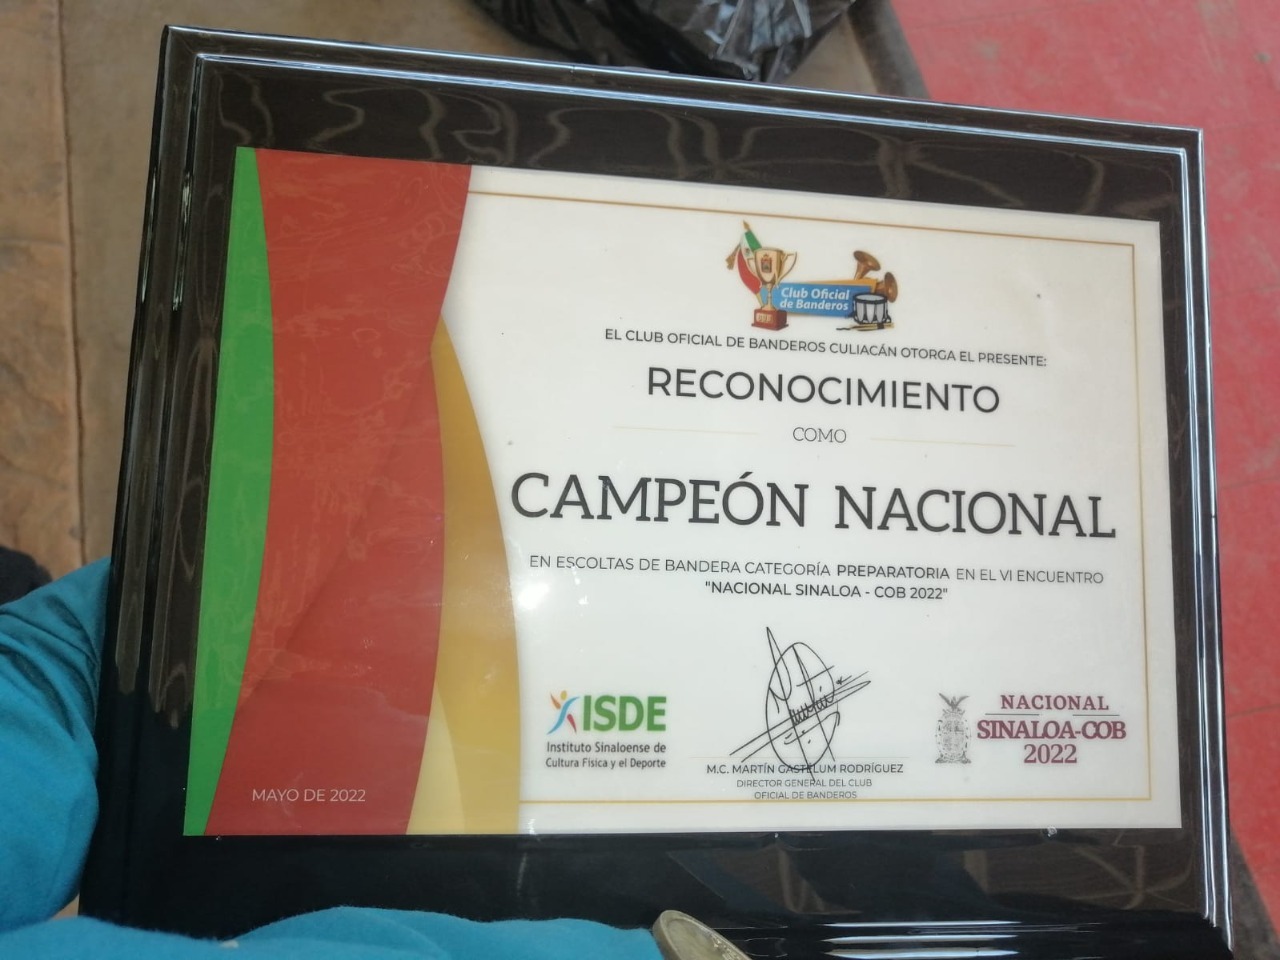 Club Oficial
de Banderos
EL CLUB OFICIAL DE BANDEROS CULIACÁN OTORGA EL PRESENTE:
RECONOCIMIENTO
COMO
CAMPEÓN NACIONAL
EN ESCOLTAS DE BANDERA CATEGORÍA PREPARATORIA EN EL VI ENCUENTRO
"NACIONAL SINALOA - COB 2022"
ISDE
Instituto Sinaloense de
Cultura Física y el Deporte
M.C. MARTÍN GASTELUM RODRÍGUEZ
DIRECTOR GENERAL DEL CLUB
OFICIAL DE BANDEROS
NACIONAL
SINALOA-COB
2022
MAYO DE 2022